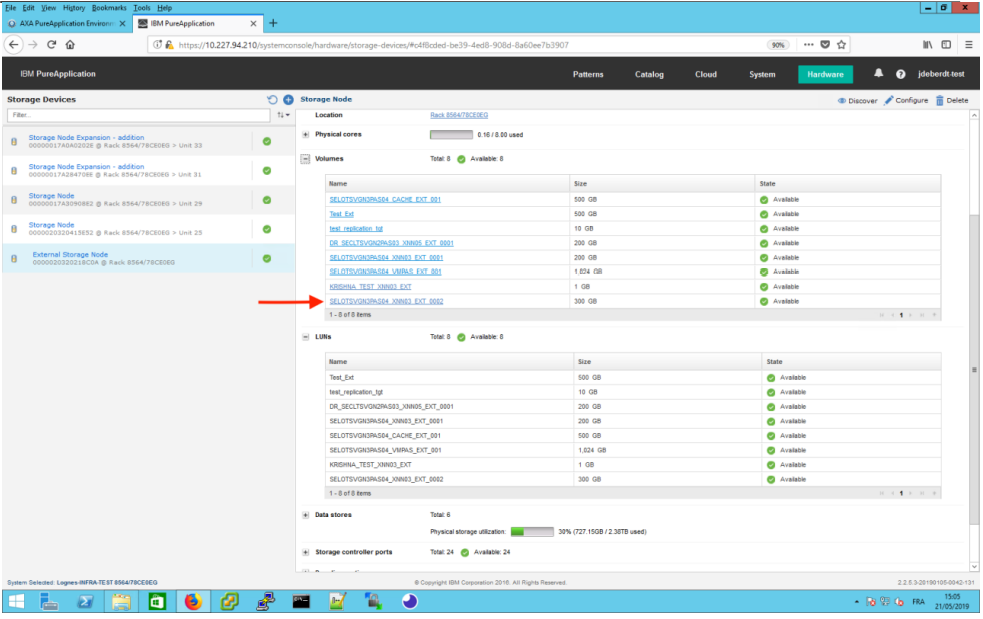 File Edit View History Bookmarks Tools Help
AXA PureApplication Environm X IBM PureApplication X +
https://10.227.94.210/systemconsole/hardware/storage-devices/#c4f8cded-be39-4ed8-908d-8a60ee7b3907 90%
IBM PureApplication Patterns Catalog Cloud System Hardware ? jdeberdt-test
Storage Devices Storage Node Discover Configure Delete
Filter... Location Rack 8564/78CE0EG
Physical cores 0.16 / 8.00 used
Storage Node Expansion - addition
00000017A0A0202E @ Rack 8564/78CE0EG > Unit 33
Storage Node Expansion - addition
00000017A28470EE @ Rack 8564/78CE0EG > Unit 31
Storage Node
00000017A3090882 @ Rack 8564/78CE0EG > Unit 29
Storage Node
0000020320415E52 @ Rack 8564/78CE0EG > Unit 25
External Storage Node
0000020320218C0A @ Rack 8564/78CE0EG
Volumes Total: 8 Available: 8
Name Size State
SELOTSVGN3PAS04_CACHE_EXT_001 500 GB Available
Test_Ext 500 GB Available
test_replication_tgt 10 GB Available
DR_SECLTSVGN2PAS03_XNN05_EXT_0001 200 GB Available
SELOTSVGN3PAS04_XNN03_EXT_0001 200 GB Available
SELOTSVGN3PAS04_VMPAS_EXT_001 1,024 GB Available
KRISHNA_TEST_XNN03_EXT 1 GB Available
SELOTSVGN3PAS04_XNN03_EXT_0002 300 GB Available
1 - 8 of 8 items 1
LUNs Total: 8 Available: 8
Name Size State
Test_Ext 500 GB Available
test_replication_tgt 10 GB Available
DR_SECLTSVGN2PAS03_XNN05_EXT_0001 200 GB Available
SELOTSVGN3PAS04_XNN03_EXT_0001 200 GB Available
SELOTSVGN3PAS04_CACHE_EXT_001 500 GB Available
SELOTSVGN3PAS04_VMPAS_EXT_001 1,024 GB Available
KRISHNA_TEST_XNN03_EXT 1 GB Available
SELOTSVGN3PAS04_XNN03_EXT_0002 300 GB Available
1 - 8 of 8 items 1
Data stores Total: 6
Physical storage utilization: 30% (727.15GB / 2.38TB used)
Storage controller ports Total: 24 Available: 24
System Selected: Lognes-INFRA-TEST 8564/78CE0EG © Copyright IBM Corporation 2016. All Rights Reserved. 2.2.5.3-20190105-0042-131
FRA 15:05
21/05/2019